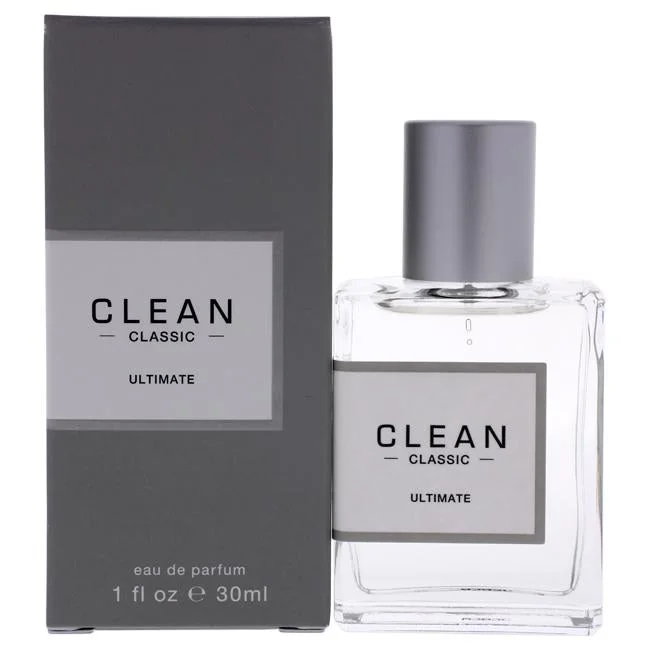 CLEAN
— CLASSIC —
ULTIMATE
eau de parfum
1 fl oz ℮ 30ml
CLEAN
— CLASSIC —
ULTIMATE